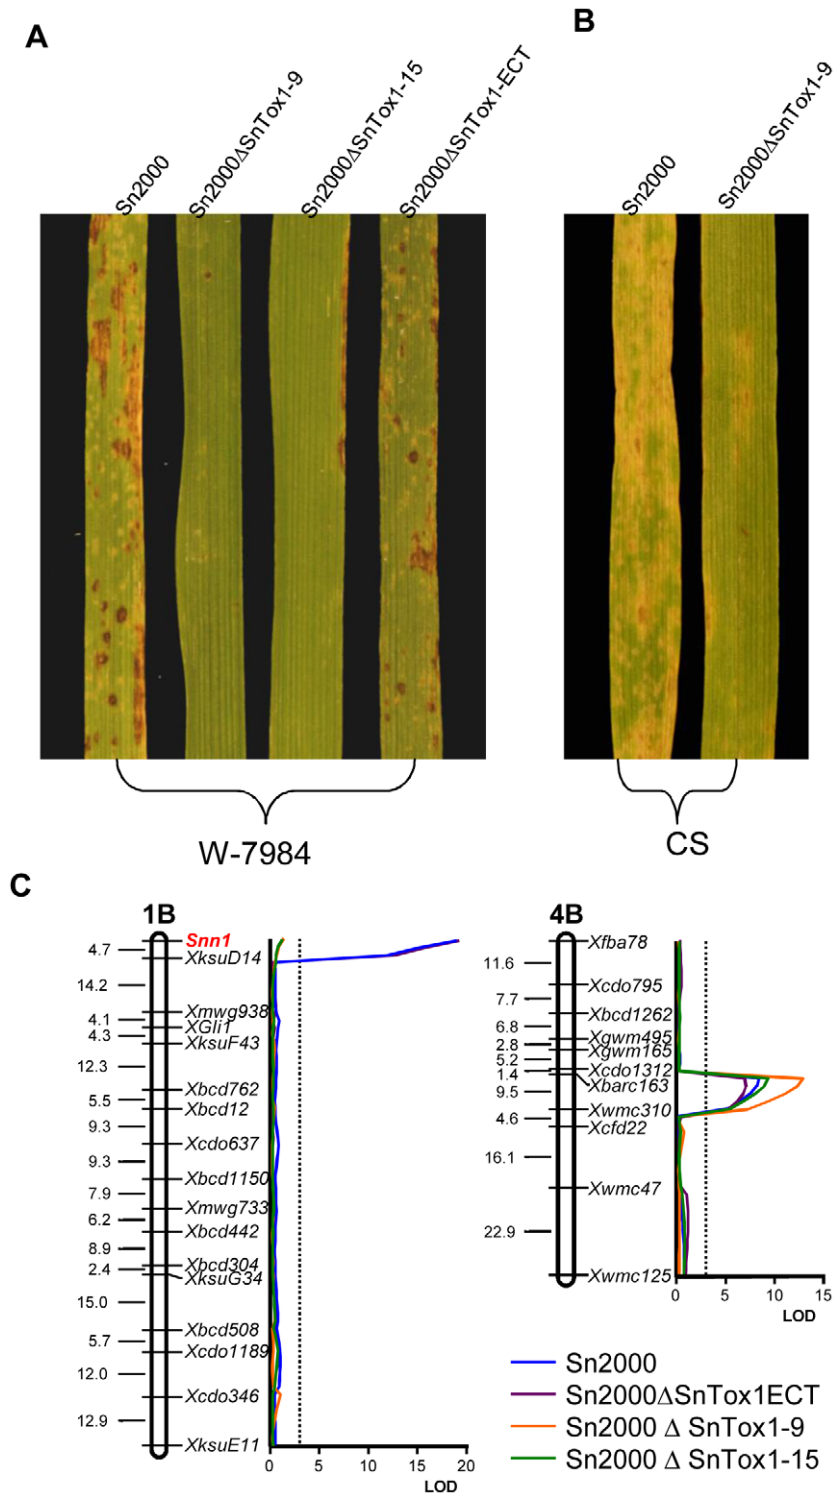 A
B
Sn2000
Sn2000ΔSnTox1-9
Sn2000ΔSnTox1-15
Sn2000ΔSnTox1-ECT
Sn2000
Sn2000ΔSnTox1-9
W-7984
CS
C
1B
Snn1
4.7
XksuD14
14.2
Xmwg938
4.1
XGli1
4.3
XksuF43
12.3
Xbcd762
5.5
Xbcd12
9.3
Xcdo637
9.3
Xbcd1150
7.9
Xmwg733
6.2
Xbcd442
8.9
Xbcd304
2.4
XksuG34
15.0
Xbcd508
5.7
Xcdo1189
12.0
Xcdo346
12.9
XksuE11
0 5 10 15 20
LOD
4B
Xfba78
11.6
Xcdo795
7.7
Xbcd1262
6.8
Xgwm495
2.8
Xgwm165
5.2
Xcdo1312
1.4
Xbarc163
9.5
Xwmc310
4.6
Xcfd22
16.1
Xwmc47
22.9
Xwmc125
0 5 10 15
LOD
Sn2000
Sn2000ΔSnTox1ECT
Sn2000 Δ SnTox1-9
Sn2000 Δ SnTox1-15